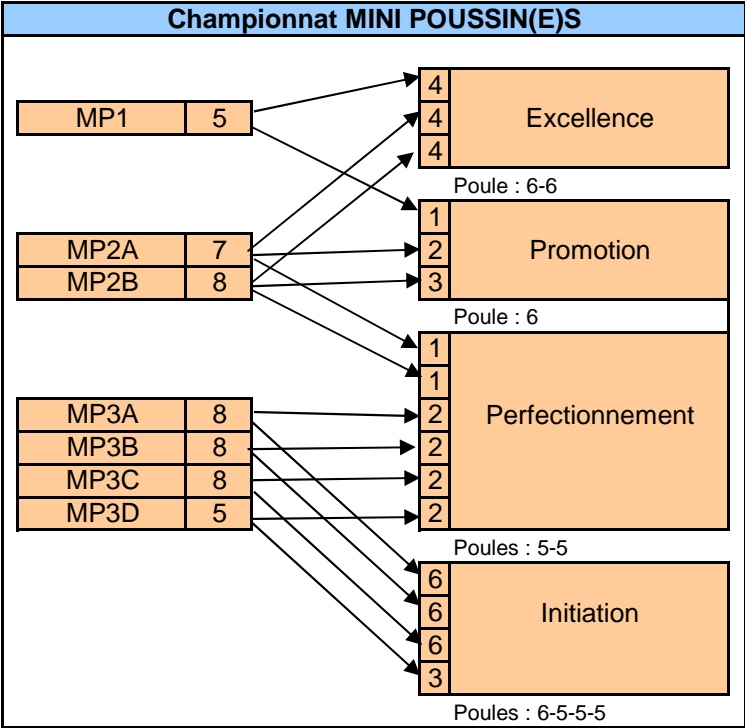 Championnat MINI POUSSIN(E)S
MP1 5
MP2A 7
MP2B 8
MP3A 8
MP3B 8
MP3C 8
MP3D 5
4
4 Excellence
4
Poule : 6-6
1
2 Promotion
3
Poule : 6
1
1
2 Perfectionnement
2
2
2
Poules : 5-5
6
6 Initiation
6
3
Poules : 6-5-5-5